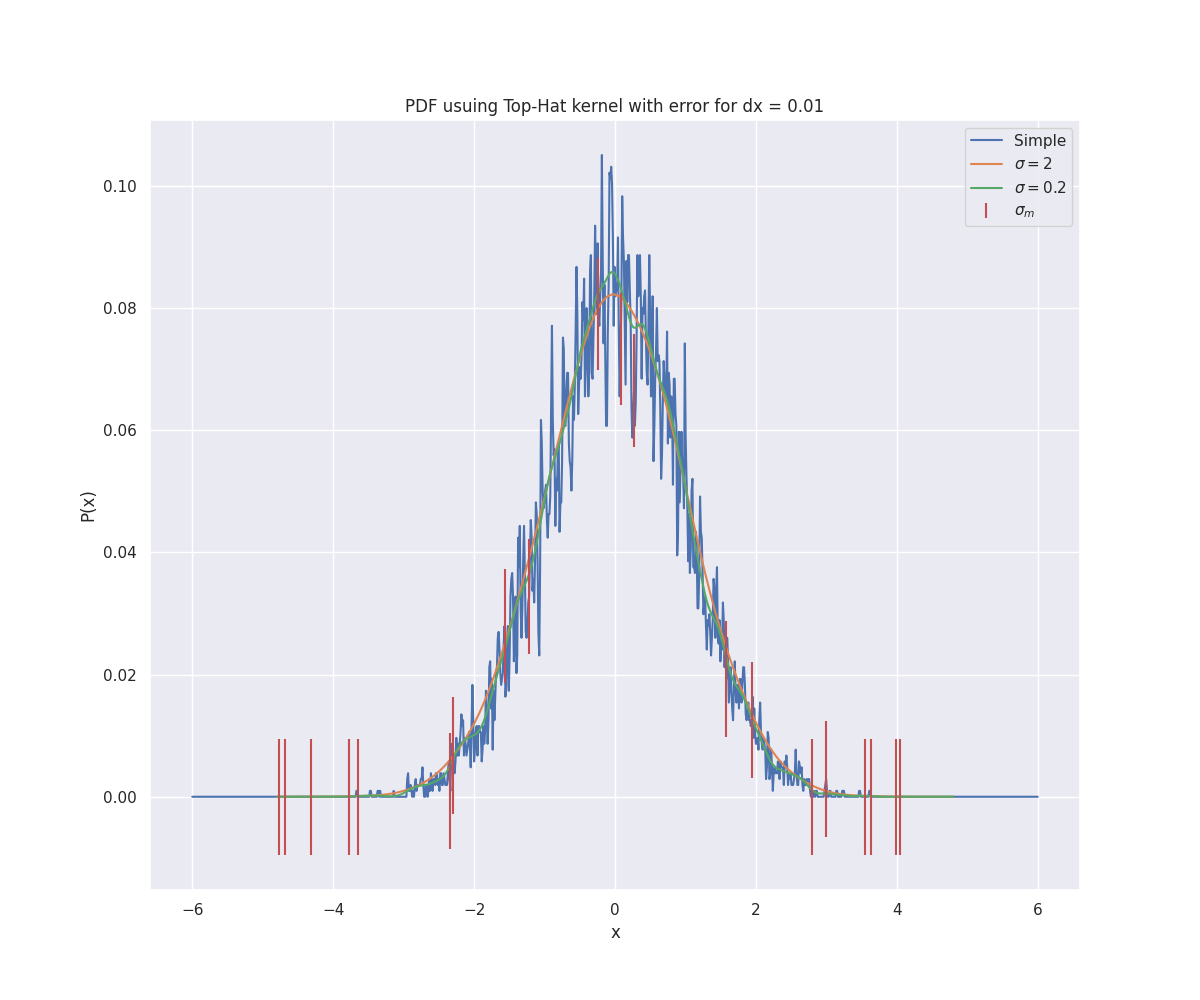 PDF usuing Top-Hat kernel with error for dx = 0.01
Simple
σ = 2
σ = 0.2
σₘ
0.10
0.08
0.06
0.04
0.02
0.00
P(x)
−6 −4 −2 0 2 4 6
x